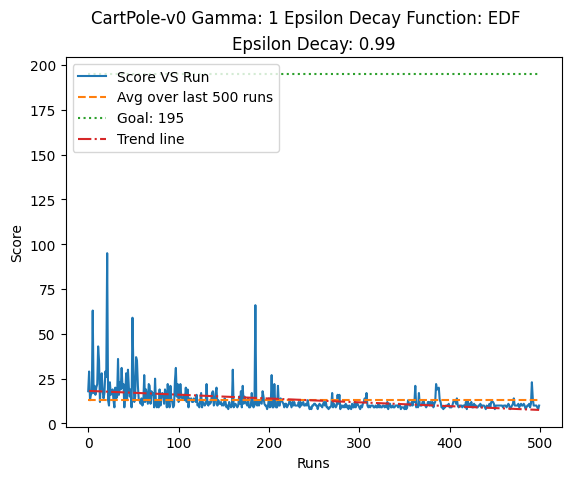 CartPole-v0 Gamma: 1 Epsilon Decay Function: EDF
Epsilon Decay: 0.99
Score VS Run
Avg over last 500 runs
Goal: 195
Trend line
200
175
150
125
100
75
50
25
0
Score
0 100 200 300 400 500
Runs